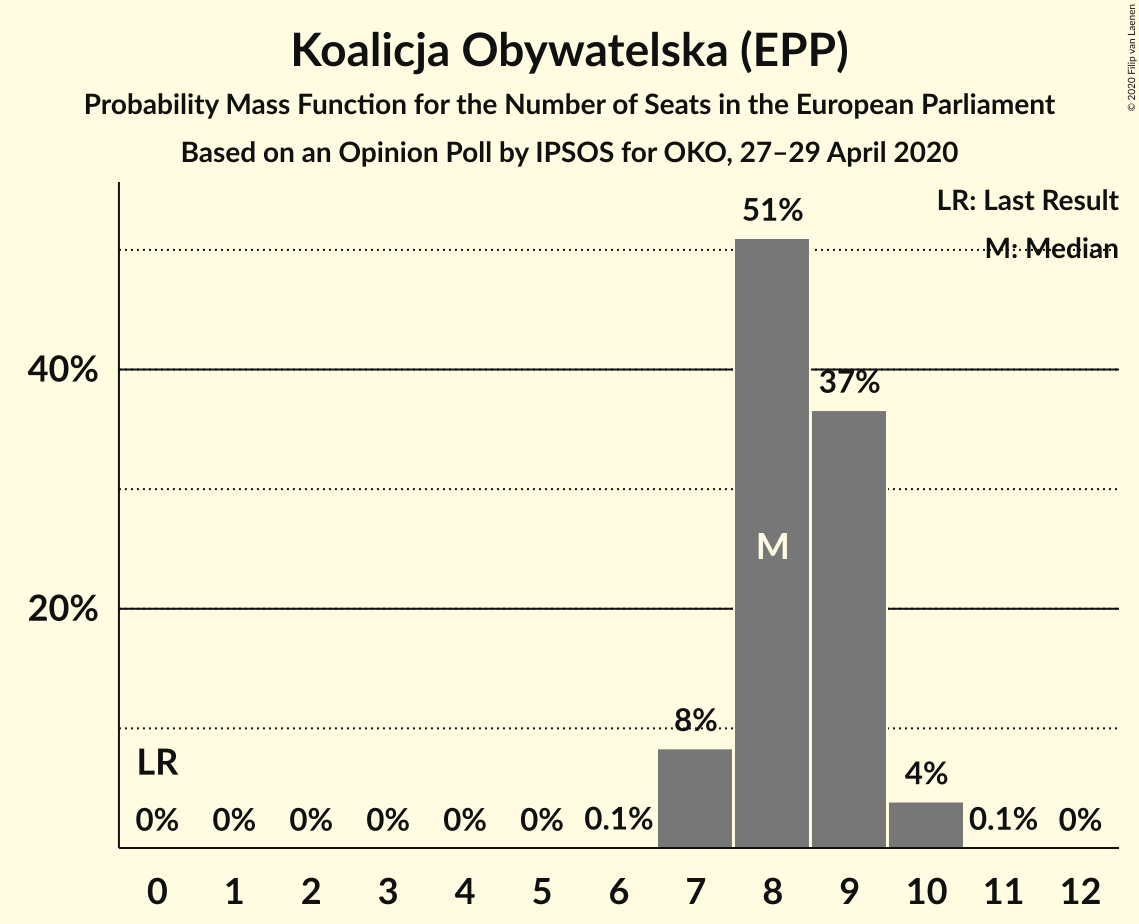 Koalicja Obywatelska (EPP)
Probability Mass Function for the Number of Seats in the European Parliament
Based on an Opinion Poll by IPSOS for OKO, 27–29 April 2020
© 2020 Filip van Laenen
LR: Last Result
M: Median
51%
40%
37%
M
20%
8%
LR
4%
0% 0% 0% 0% 0% 0% 0.1% 0.1% 0%
0 1 2 3 4 5 6 7 8 9 10 11 12